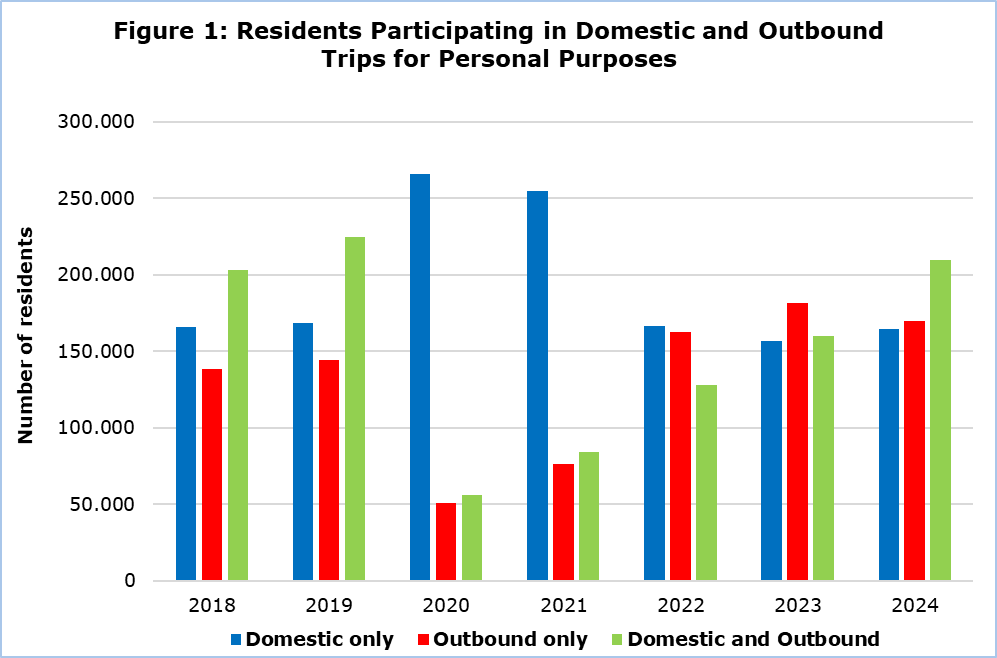 Figure 1: Residents Participating in Domestic and Outbound
Trips for Personal Purposes
300.000
250.000
200.000
150.000
100.000
50.000
0
Number of residents
2018 2019 2020 2021 2022 2023 2024
Domestic only Outbound only Domestic and Outbound